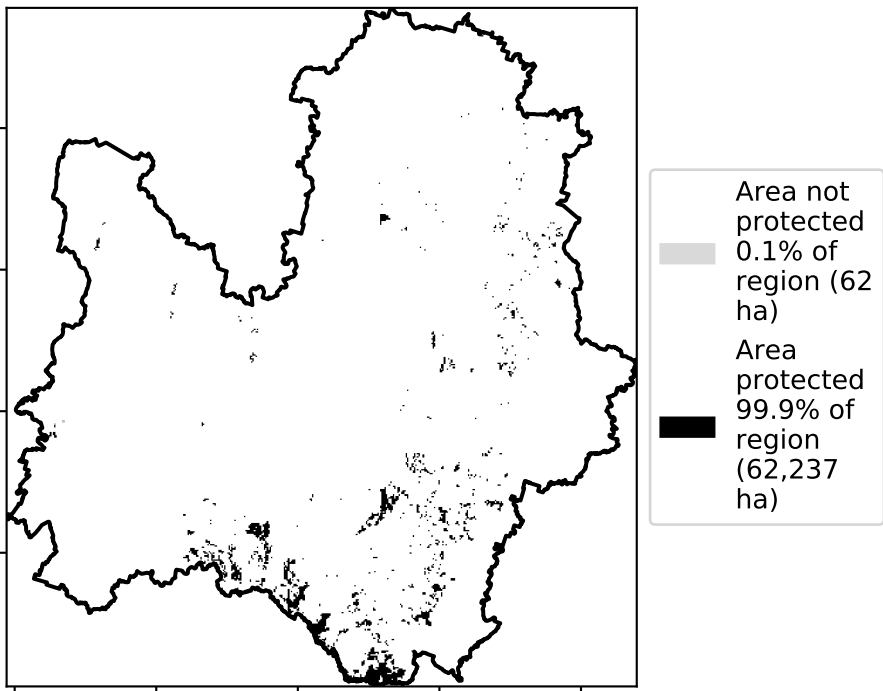 Area not
protected
0.1% of
region (62
ha)
Area
protected
99.9% of
region
(62,237
ha)